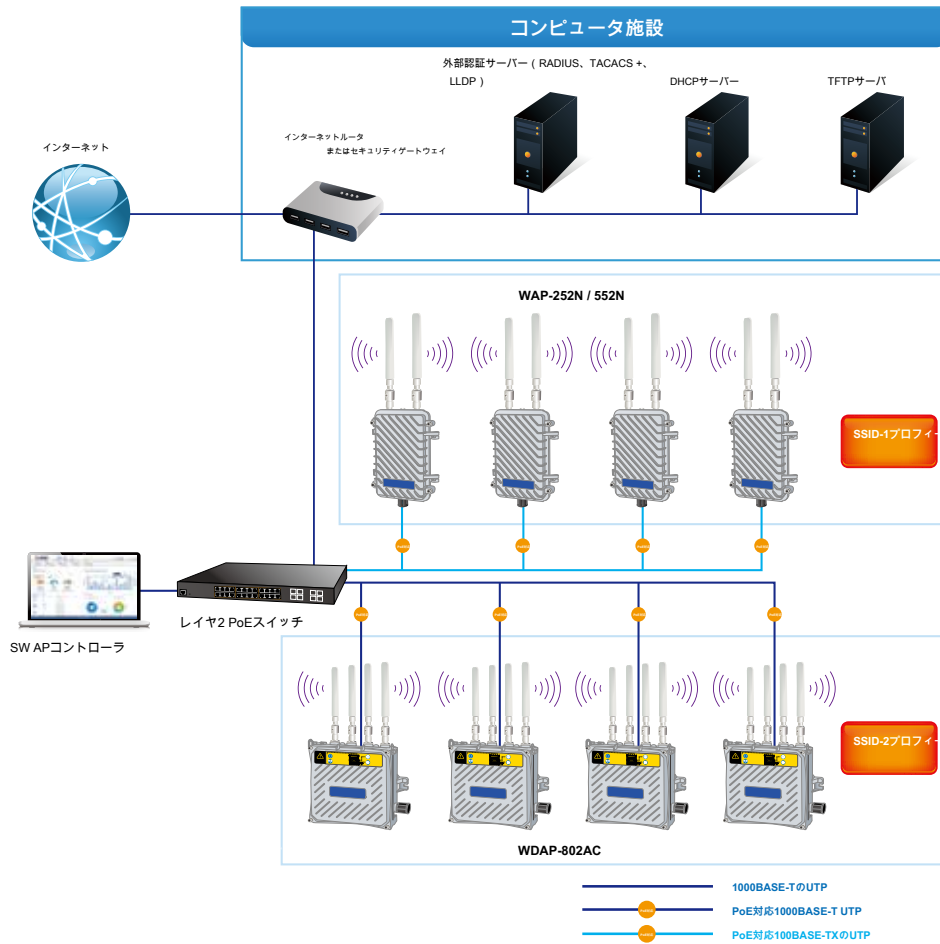 コンピュータ施設
外部認証サーバー ( RADIUS、TACACS +、
LLDP )
DHCPサーバー
TFTPサーバ
インターネットルータ
またはセキュリティゲートウェイ
インターネット
WAP-252N / 552N
SSID-1プロフィー
SW APコントローラ
レイヤ2 PoEスイッチ
SSID-2プロフィー
WDAP-802AC
1000BASE-TのUTP
PoE対応1000BASE-T UTP
PoE対応100BASE-TXのUTP